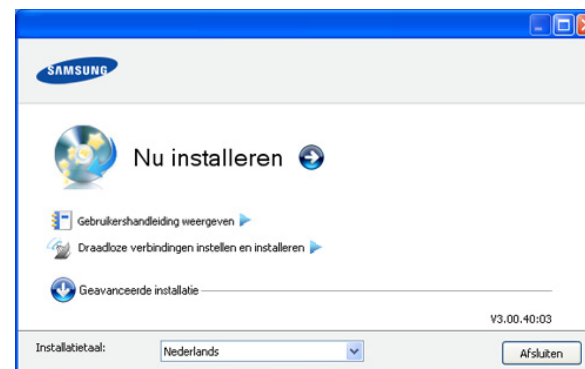 SAMSUNG
Nu installeren
Gebruikershandleiding weergeven
Draadloze verbindingen instellen en installeren
Geavanceerde installatie
V3.00.40:03
Installatietaal:
Nederlands
Afsluiten